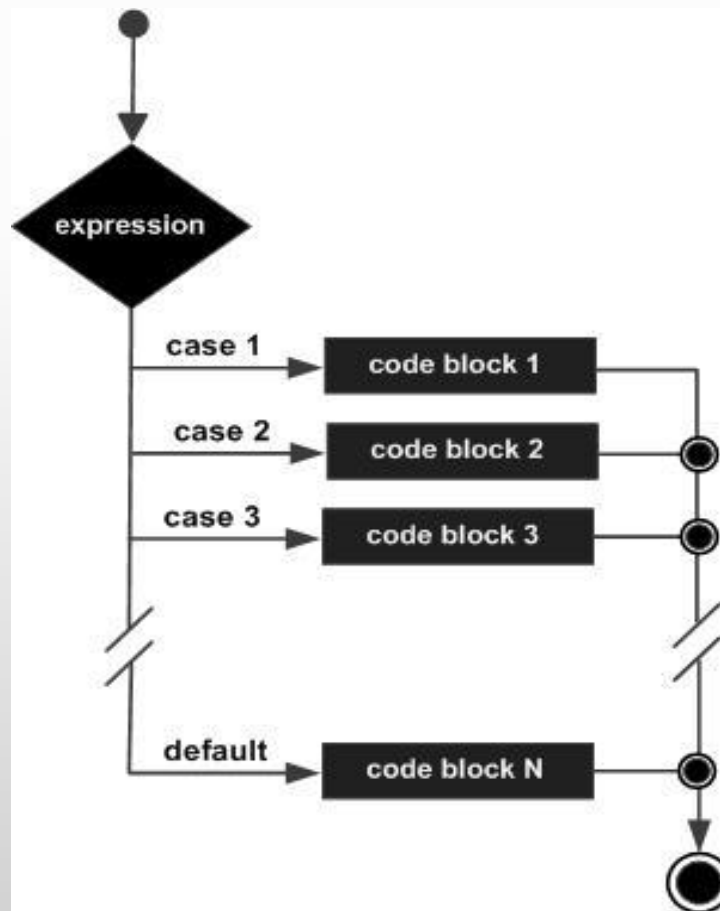 expression
case 1
code block 1
case 2
code block 2
case 3
code block 3
default
code block N